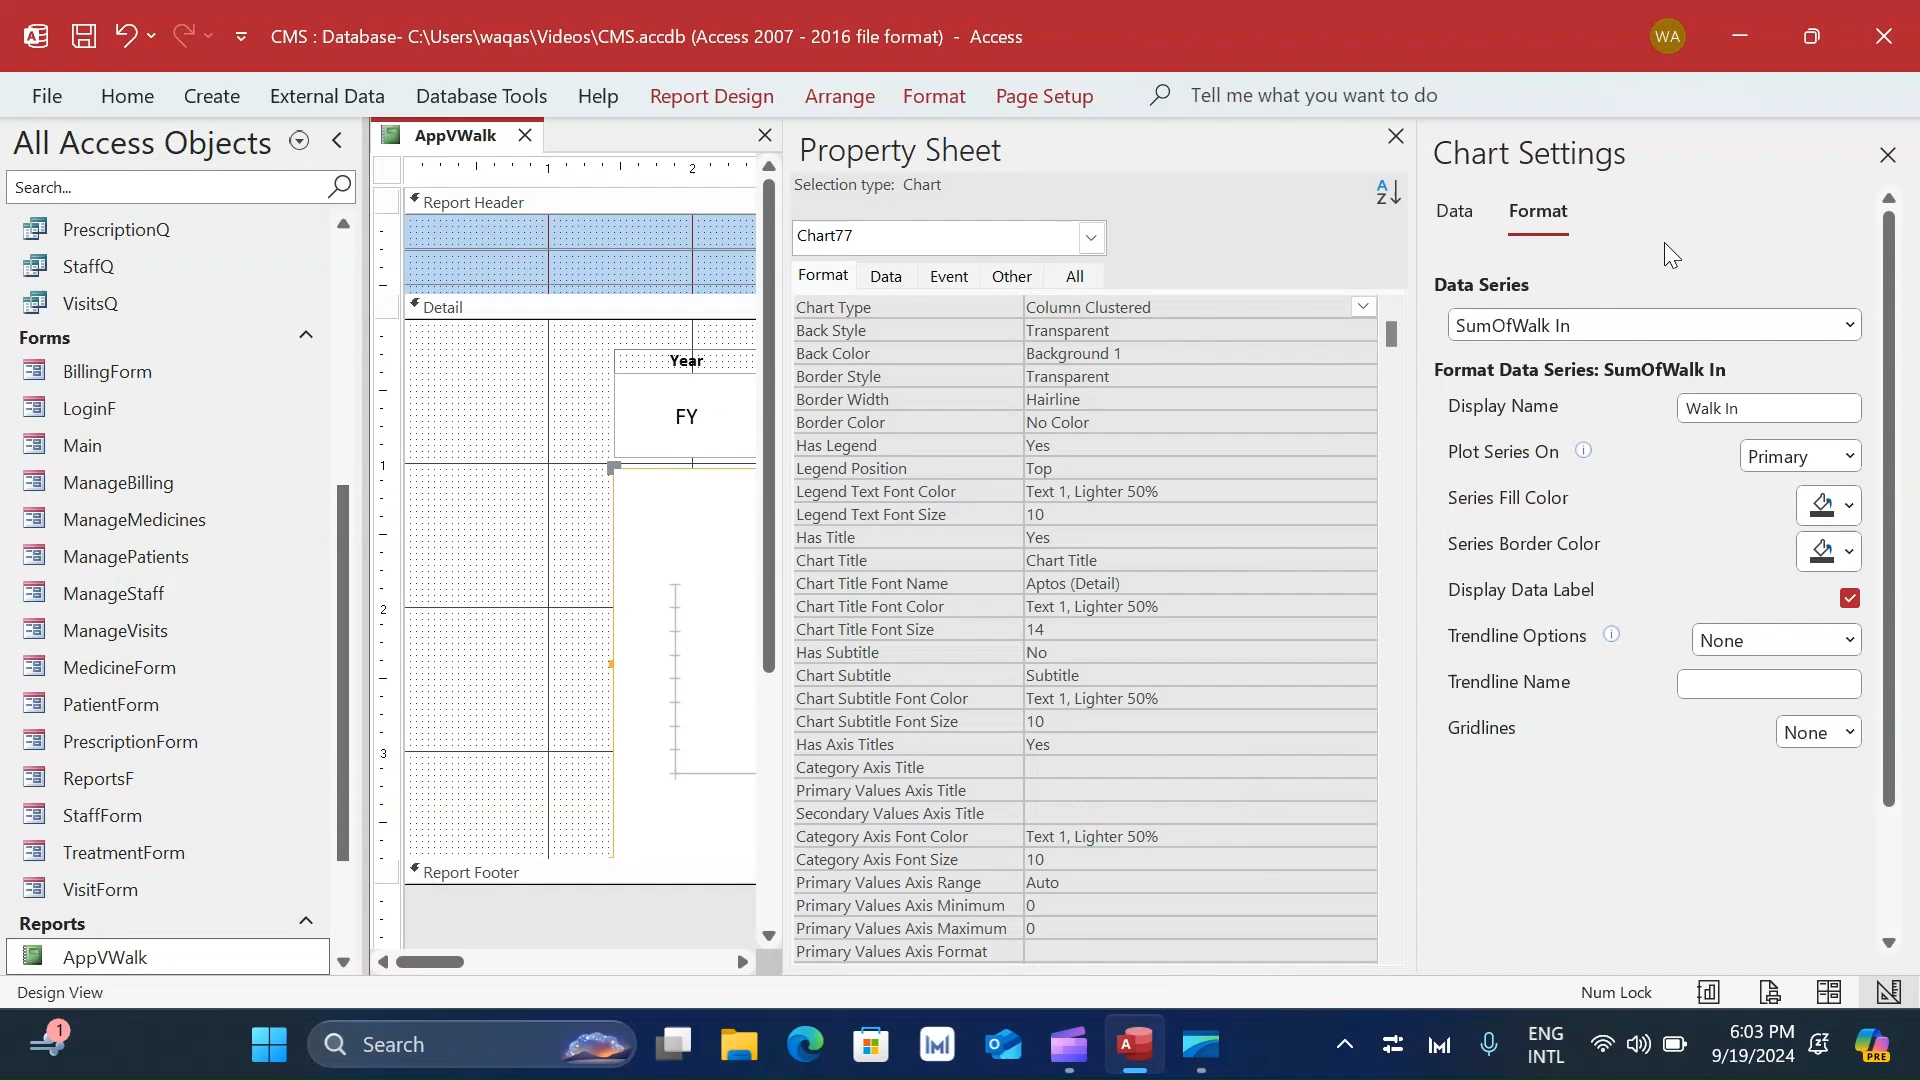 CMS : Database- C:\Users\waqas\Videos\CMS.accdb (Access 2007 - 2016 file format) - Access
WA
File Home Create External Data Database Tools Help Report Design Arrange Format Page Setup Tell me what you want to do
All Access Objects
Search...
PrescriptionQ
StaffQ
VisitsQ
Forms
BillingForm
LoginF
Main
ManageBilling
ManageMedicines
ManagePatients
ManageStaff
ManageVisits
MedicineForm
PatientForm
PrescriptionForm
ReportsF
StaffForm
TreatmentForm
VisitForm
Reports
AppVWalk
AppVWalk
1 2
Report Header
Detail
Year
FY
1
2
3
Report Footer
Property Sheet
Selection type: Chart
A
Z
Chart77
Format Data Event Other All
Chart Type Column Clustered
Back Style Transparent
Back Color Background 1
Border Style Transparent
Border Width Hairline
Border Color No Color
Has Legend Yes
Legend Position Top
Legend Text Font Color Text 1, Lighter 50%
Legend Text Font Size 10
Has Title Yes
Chart Title Chart Title
Chart Title Font Name Aptos (Detail)
Chart Title Font Color Text 1, Lighter 50%
Chart Title Font Size 14
Has Subtitle No
Chart Subtitle Subtitle
Chart Subtitle Font Color Text 1, Lighter 50%
Chart Subtitle Font Size 10
Has Axis Titles Yes
Category Axis Title
Primary Values Axis Title
Secondary Values Axis Title
Category Axis Font Color Text 1, Lighter 50%
Category Axis Font Size 10
Primary Values Axis Range Auto
Primary Values Axis Minimum 0
Primary Values Axis Maximum 0
Primary Values Axis Format
Chart Settings
Data Format
Data Series
SumOfWalk In
Format Data Series: SumOfWalk In
Display Name Walk In
Plot Series On Primary
Series Fill Color
Series Border Color
Display Data Label
Trendline Options None
Trendline Name
Gridlines None
Design View
Num Lock
1
Search
A
ENG
INTL
6:03 PM
9/19/2024
PRE